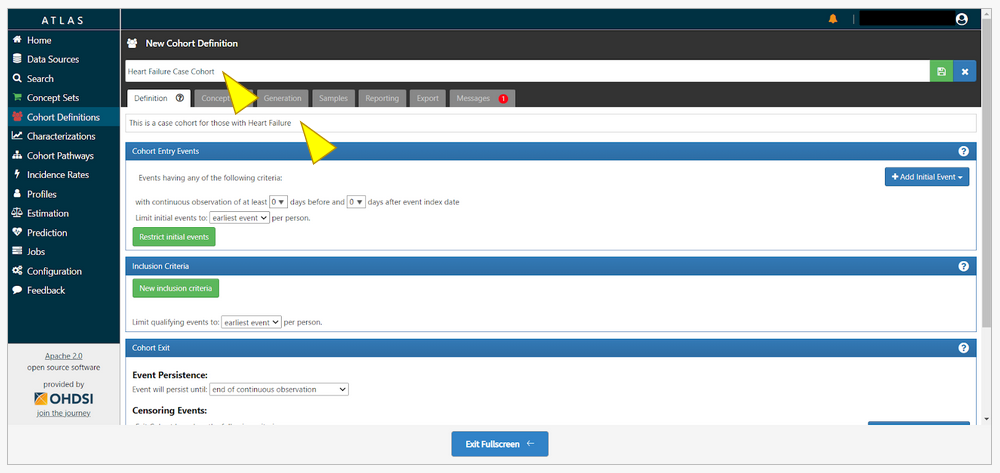 ATLAS
Home
Data Sources
Search
Concept Sets
Cohort Definitions
Characterizations
Cohort Pathways
Incidence Rates
Profiles
Estimation
Prediction
Jobs
Configuration
Feedback
Apache 2.0
open source software
provided by
OHDSI
join the journey
New Cohort Definition
Heart Failure Case Cohort
Definition ? Concept Generation Samples Reporting Export Messages 1
This is a case cohort for those with Heart Failure
Cohort Entry Events ?
Events having any of the following criteria:
+ Add Initial Event
with continuous observation of at least 0 days before and 0 days after event index date
Limit initial events to: earliest event per person.
Restrict initial events
Inclusion Criteria ?
New inclusion criteria
Limit qualifying events to: earliest event per person.
Cohort Exit ?
Event Persistence:
Event will persist until: end of continuous observation
Censoring Events:
Exit Fullscreen ←